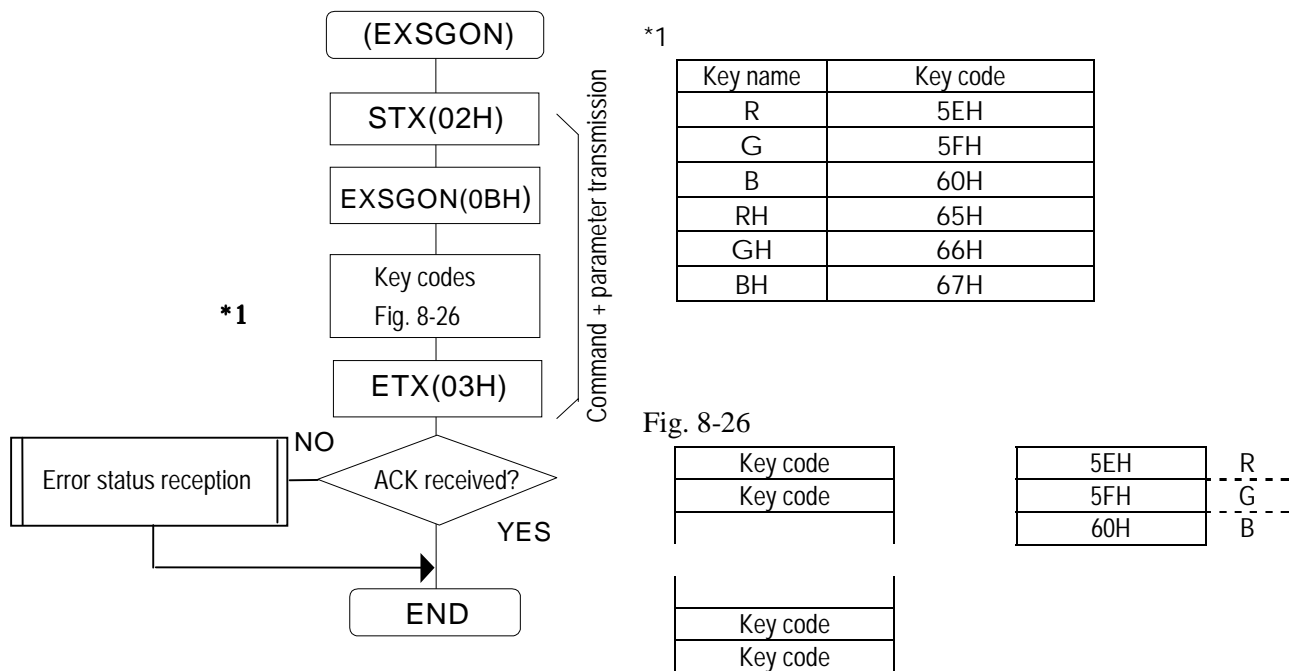 (EXSGON)
STX(02H)
EXSGON(0BH)
Key codes
Fig. 8-26
*1
ETX(03H)
Command + parameter transmission
ACK received?
NO
YES
Error status reception
END
*1
Key name Key code
R 5EH
G 5FH
B 60H
RH 65H
GH 66H
BH 67H
Fig. 8-26
Key code
Key code
Key code
Key code
5EH R
5FH G
60H B